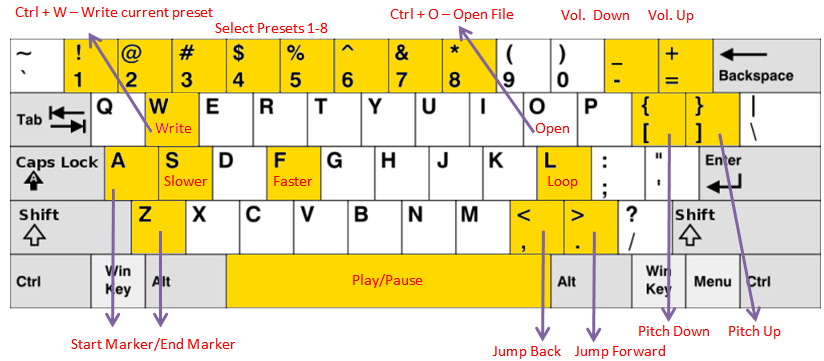 Ctrl + W – Write current preset
Select Presets 1-8
Ctrl + O – Open File
Vol. Down
Vol. Up
~ ! @ # $ % ^ & * ( ) _ +
` 1 2 3 4 5 6 7 8 9 0 - = Backspace
Tab Q W E R T Y U I O P { } |
Write Open [ ] \
Caps Lock A S D F G H J K L : " Enter
A Slower Faster Loop ; '
Shift Z X C V B N M < > ? Shift
, . /
Ctrl Win Key Alt Play/Pause Alt Win Key Menu Ctrl
Start Marker/End Marker
Jump Back
Jump Forward
Pitch Down
Pitch Up